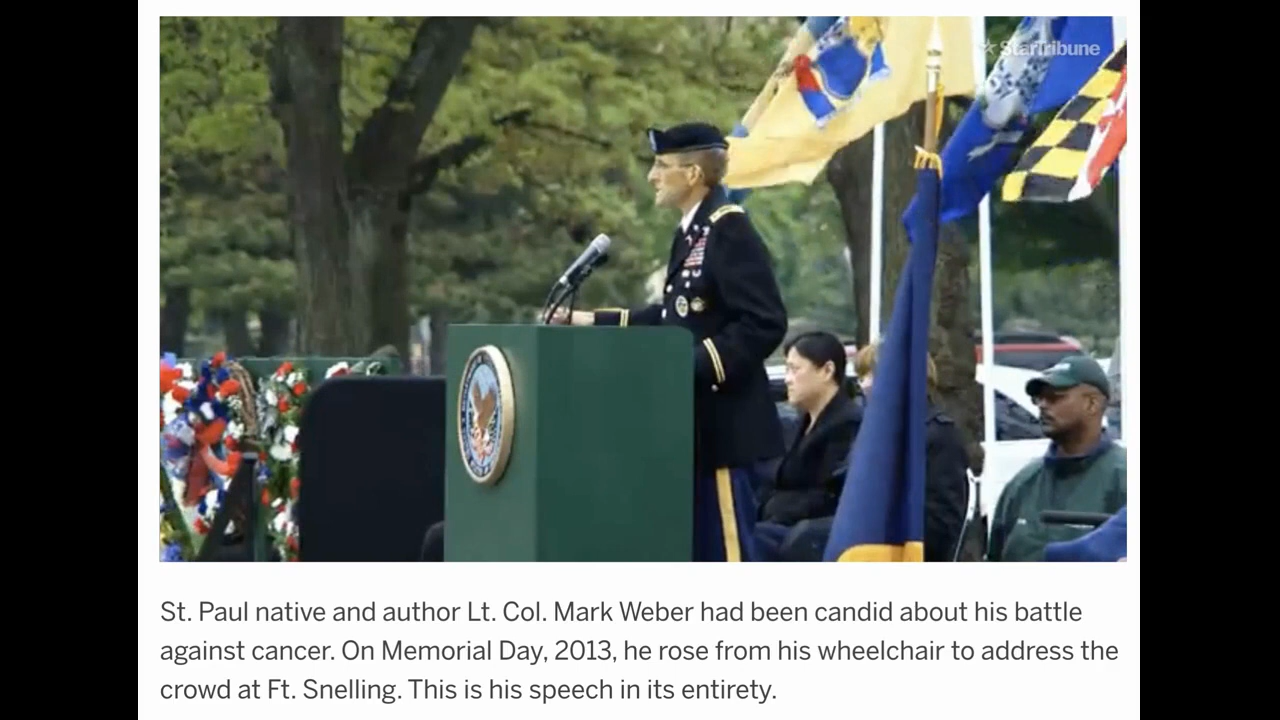 StarTribune
St. Paul native and author Lt. Col. Mark Weber had been candid about his battle
against cancer. On Memorial Day, 2013, he rose from his wheelchair to address the
crowd at Ft. Snelling. This is his speech in its entirety.